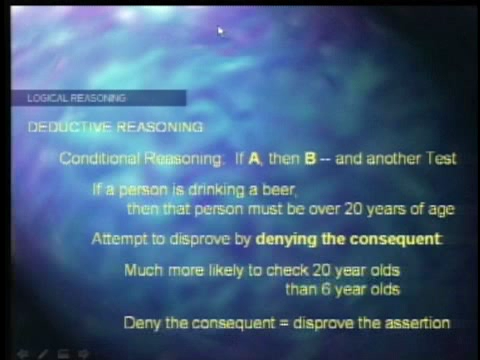 LOGICAL REASONING
DEDUCTIVE REASONING
Conditional Reasoning: If A, then B -- and another Test
If a person is drinking a beer,
then that person must be over 20 years of age
Attempt to disprove by denying the consequent:
Much more likely to check 20 year olds
than 6 year olds
Deny the consequent = disprove the assertion